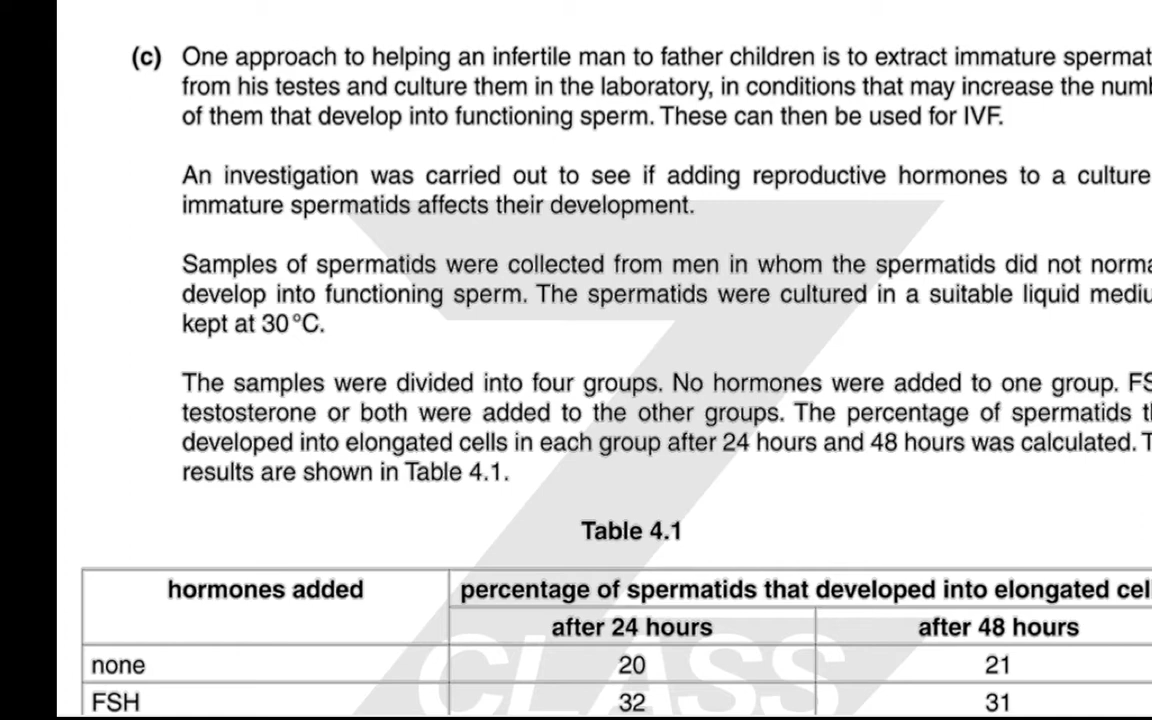 (c) One approach to helping an infertile man to father children is to extract immature spermat
from his testes and culture them in the laboratory, in conditions that may increase the numb
of them that develop into functioning sperm. These can then be used for IVF.
An investigation was carried out to see if adding reproductive hormones to a culture
immature spermatids affects their development.
Samples of spermatids were collected from men in whom the spermatids did not norma
develop into functioning sperm. The spermatids were cultured in a suitable liquid mediu
kept at 30 °C.
The samples were divided into four groups. No hormones were added to one group. FS
testosterone or both were added to the other groups. The percentage of spermatids th
developed into elongated cells in each group after 24 hours and 48 hours was calculated. T
results are shown in Table 4.1.
Table 4.1
hormones added percentage of spermatids that developed into elongated cel
after 24 hours after 48 hours
none 20 21
FSH 32 31
CLASS